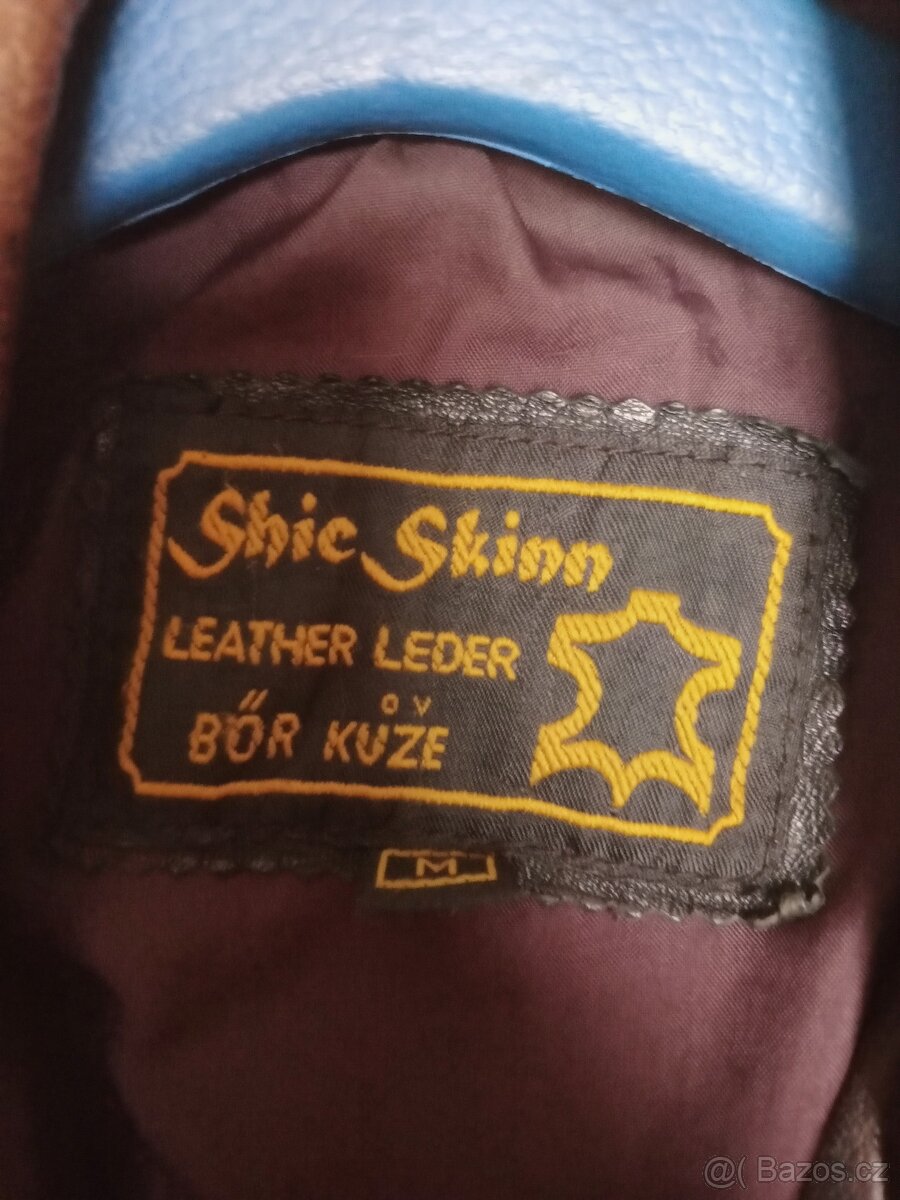 Shic Skinn
LEATHER LEDER
BŐR KůŽE
M
@( Bazos.cz